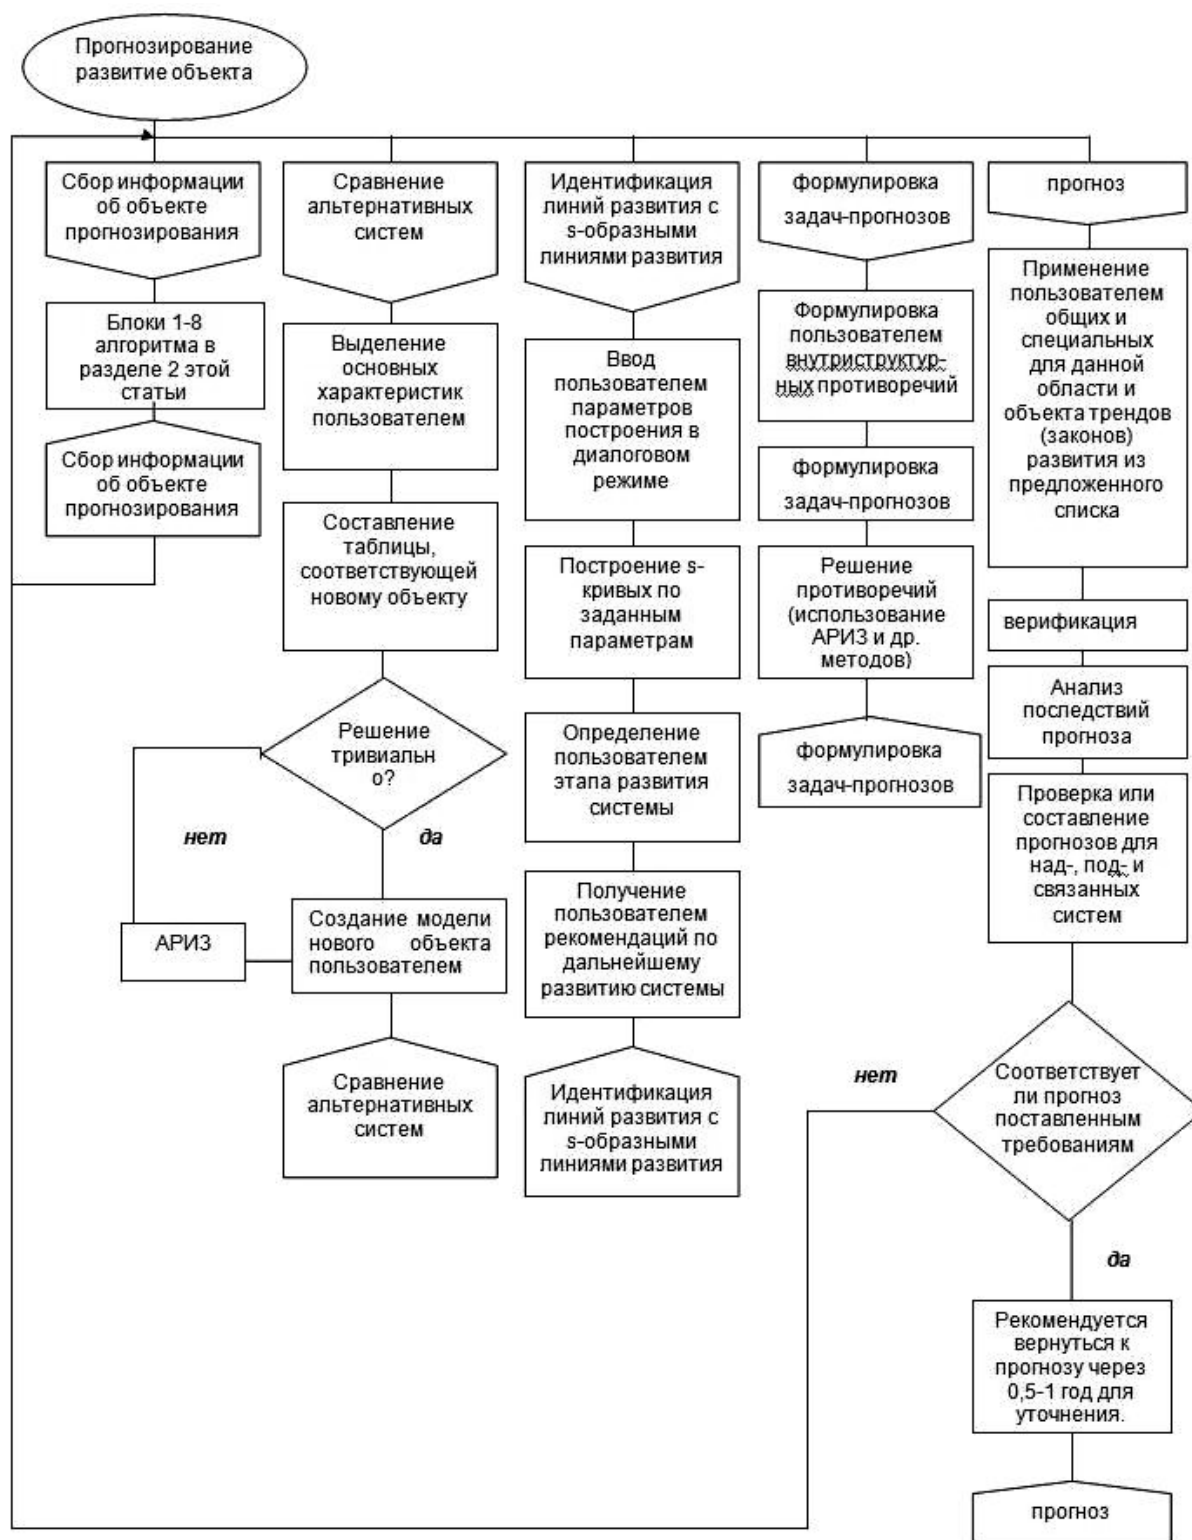 Прогнозирование
развитие объекта
Сбор информации
об объекте
прогнозирования
Блоки 1-8
алгоритма в
разделе 2 этой
статьи
Сбор информации
об объекте
прогнозирования
Сравнение
альтернативных
систем
Выделение
основных
характеристик
пользователем
Составление
таблицы,
соответствующей
новому объекту
Решение
тривиальн
о?
нет
да
АРИЗ
Создание модели
нового объекта
пользователем
Сравнение
альтернативных
систем
Идентификация
линий развития с
s-образными
линиями развития
Ввод
пользователем
параметров
построения в
диалоговом
режиме
Построение s-
кривых по
заданным
параметрам
Определение
пользователем
этапа развития
системы
Получение
пользователем
рекомендаций по
дальнейшему
развитию системы
Идентификация
линий развития с
s-образными
линиями развития
формулировка
задач-прогнозов
Формулировка
пользователем
внутриструктур-
ных противоречий
формулировка
задач-прогнозов
Решение
противоречий
(использование
АРИЗ и др.
методов)
формулировка
задач-прогнозов
прогноз
Применение
пользователем
общих и
специальных
для данной
области и
объекта трендов
(законов)
развития из
предложенного
списка
верификация
Анализ
последствий
прогноза
Проверка или
составление
прогнозов для
над-, под- и
связанных
систем
Соответствует
ли прогноз
поставленным
требованиям
нет
да
Рекомендуется
вернуться к
прогнозу через
0,5-1 год для
уточнения.
прогноз